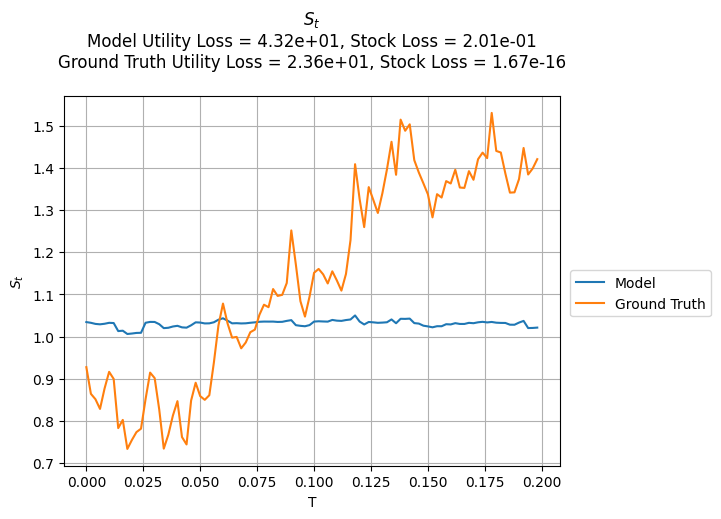 S_t
Model Utility Loss = 4.32e+01, Stock Loss = 2.01e-01
Ground Truth Utility Loss = 2.36e+01, Stock Loss = 1.67e-16
1.5
1.4
1.3
1.2
1.1
1.0
0.9
0.8
0.7
S_t
0.000
0.025
0.050
0.075
0.100
0.125
0.150
0.175
0.200
T
Model
Ground Truth